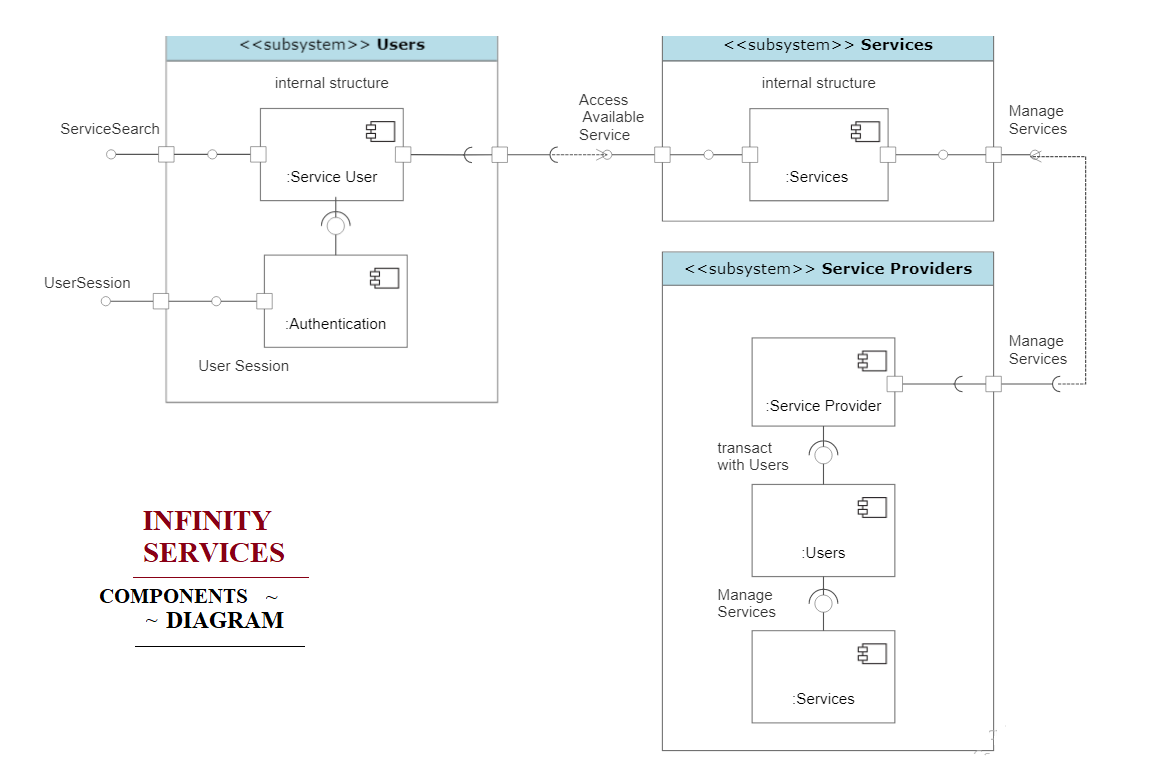 <<subsystem>> Users
internal structure
ServiceSearch
:Service User
UserSession
:Authentication
User Session
Access
Available
Service
<<subsystem>> Services
internal structure
:Services
Manage
Services
<<subsystem>> Service Providers
Manage
Services
:Service Provider
transact
with Users
:Users
Manage
Services
:Services
INFINITY
SERVICES
COMPONENTS ~
~ DIAGRAM